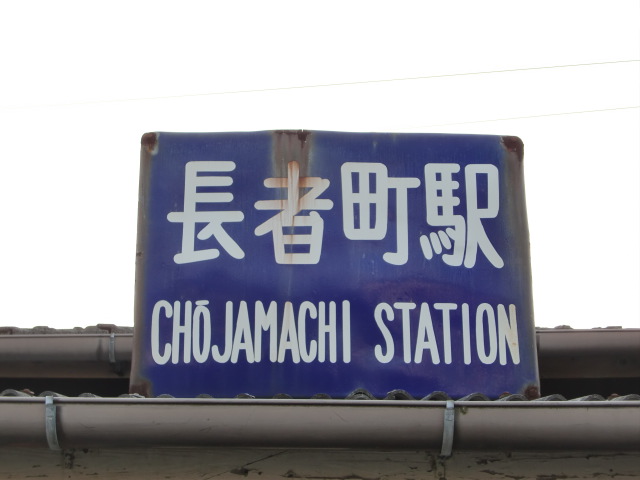 長者町駅
CHŌJAMACHI STATION